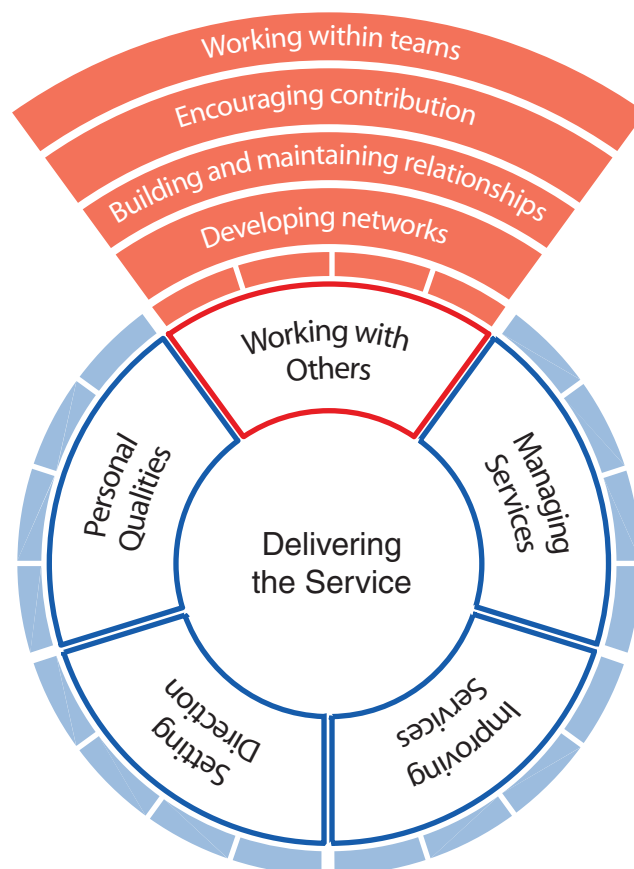 Working within teams
Encouraging contribution
Building and maintaining relationships
Developing networks
Working with
Others
Personal
Qualities
Managing
Services
Delivering
the Service
Setting
Direction
Improving
Services